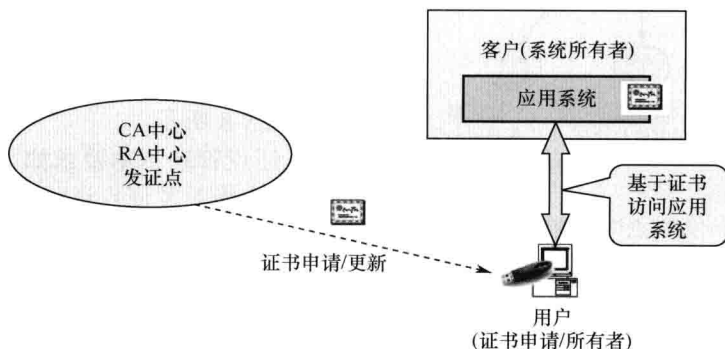 客户(系统所有者)
应用系统
CA中心
RA中心
发证点
基于证书
访问应用
系统
证书申请/更新
用户
(证书申请/所有者)